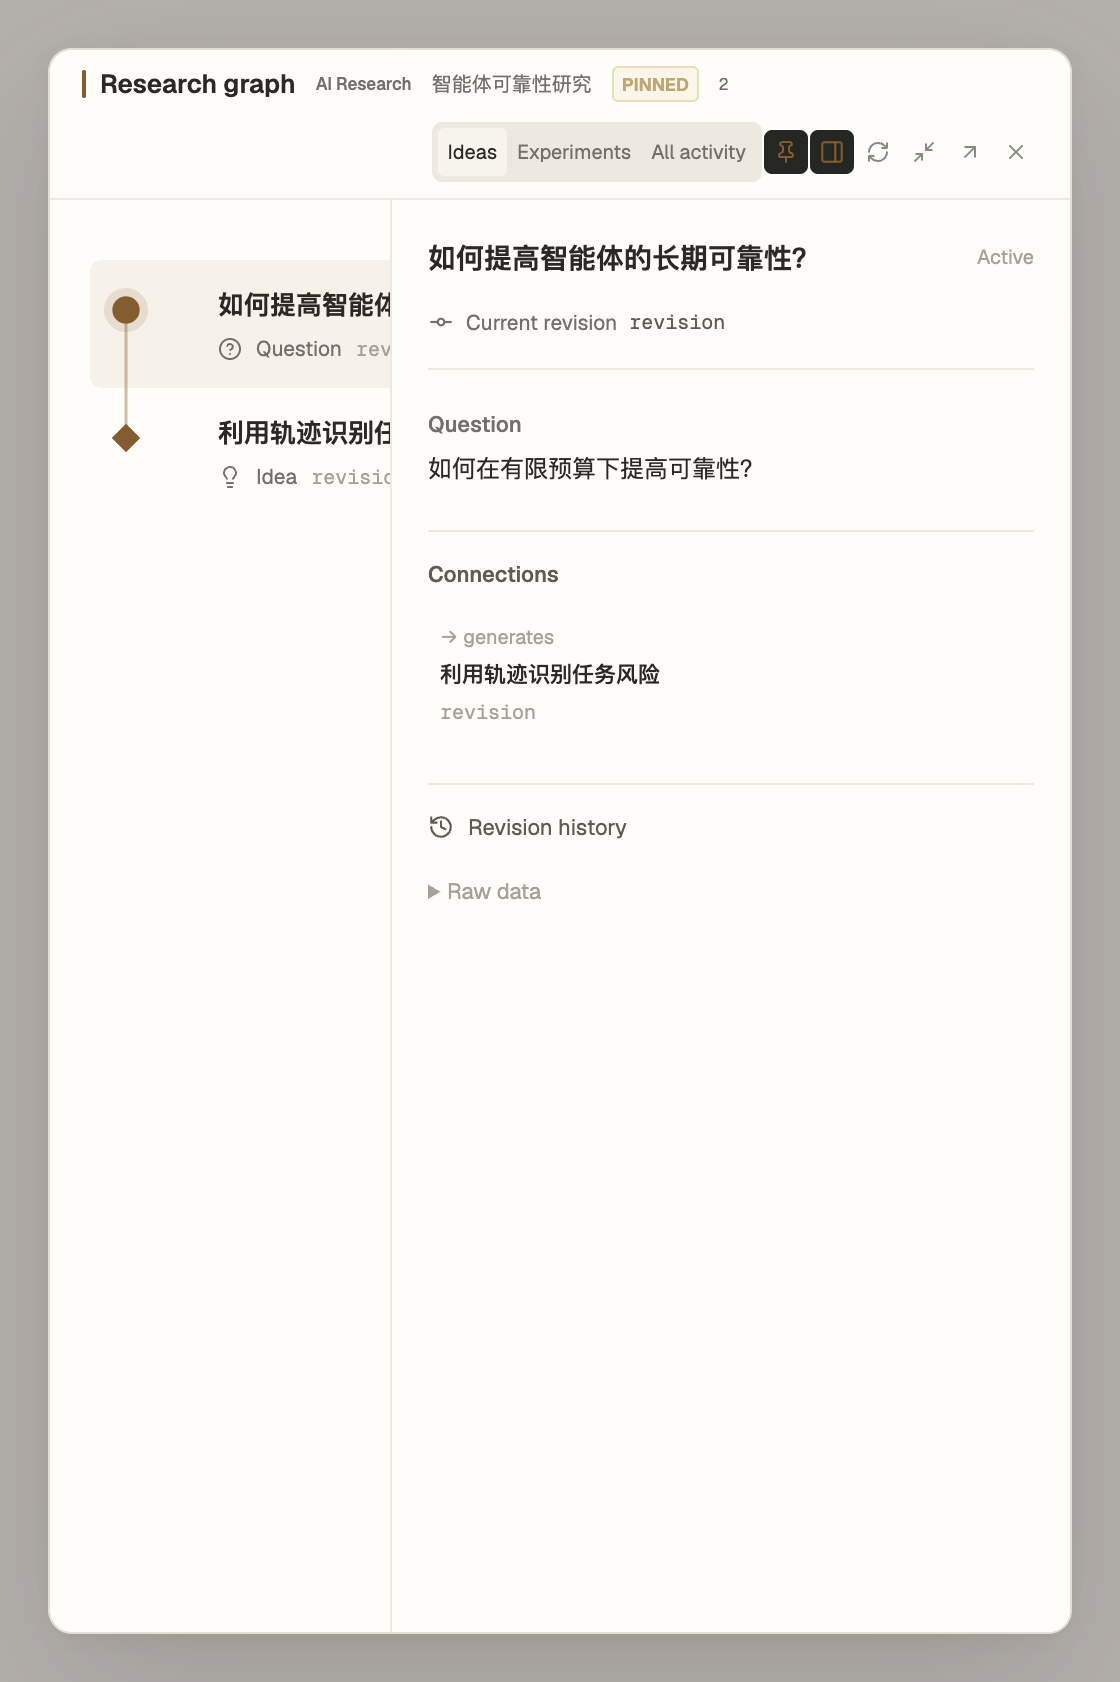 Research graph AI Research 智能体可靠性研究 PINNED 2
Ideas Experiments All activity
如何提高智能体
Question rev
利用轨迹识别任
Idea revisio
如何提高智能体的长期可靠性? Active
Current revision revision
Question
如何在有限预算下提高可靠性?
Connections
→ generates
利用轨迹识别任务风险
revision
Revision history
Raw data